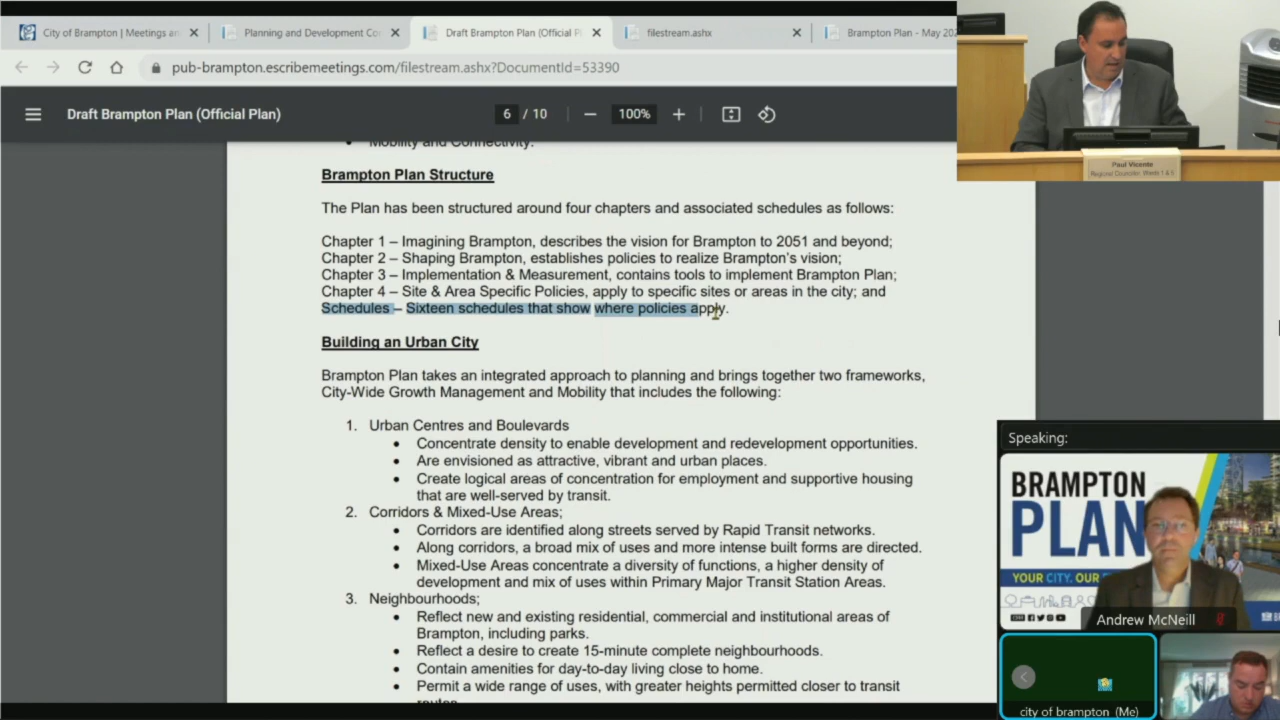 City of Brampton | Meetings an
Planning and Development Co
Draft Brampton Plan (Official P
filestream.ashx
Brampton Plan - May 202
pub-brampton.escribemeetings.com/filestream.ashx?DocumentId=53390
Draft Brampton Plan (Official Plan)
6 / 10
100%
Paul Vicente
Regional Councillor, Wards 1 & 5
• Mobility and Connectivity.
Brampton Plan Structure
The Plan has been structured around four chapters and associated schedules as follows:
Chapter 1 – Imagining Brampton, describes the vision for Brampton to 2051 and beyond;
Chapter 2 – Shaping Brampton, establishes policies to realize Brampton's vision;
Chapter 3 – Implementation & Measurement, contains tools to implement Brampton Plan;
Chapter 4 – Site & Area Specific Policies, apply to specific sites or areas in the city; and
Schedules – Sixteen schedules that show where policies apply.
Building an Urban City
Brampton Plan takes an integrated approach to planning and brings together two frameworks,
City-Wide Growth Management and Mobility that includes the following:
1. Urban Centres and Boulevards
• Concentrate density to enable development and redevelopment opportunities.
• Are envisioned as attractive, vibrant and urban places.
• Create logical areas of concentration for employment and supportive housing
that are well-served by transit.
2. Corridors & Mixed-Use Areas;
• Corridors are identified along streets served by Rapid Transit networks.
• Along corridors, a broad mix of uses and more intense built forms are directed.
• Mixed-Use Areas concentrate a diversity of functions, a higher density of
development and mix of uses within Primary Major Transit Station Areas.
3. Neighbourhoods;
• Reflect new and existing residential, commercial and institutional areas of
Brampton, including parks.
• Reflect a desire to create 15-minute complete neighbourhoods.
• Contain amenities for day-to-day living close to home.
• Permit a wide range of uses, with greater heights permitted closer to transit
routes.
Speaking:
BRAMPTON
PLAN
YOUR CITY. OUR
Andrew McNeill
city of brampton (Me)